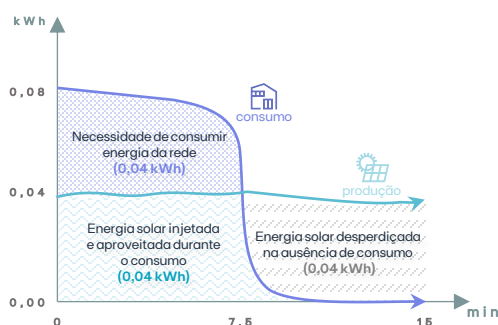 kWh
0,08
consumo
Necessidade de consumir
energia da rede
(0,04 kWh)
produção
0,04
Energia solar injetada
e aproveitada durante
o consumo
(0,04 kWh)
Energia solar desperdiçada
na ausência de consumo
(0,04 kWh)
0,00
min
0
7,5
15